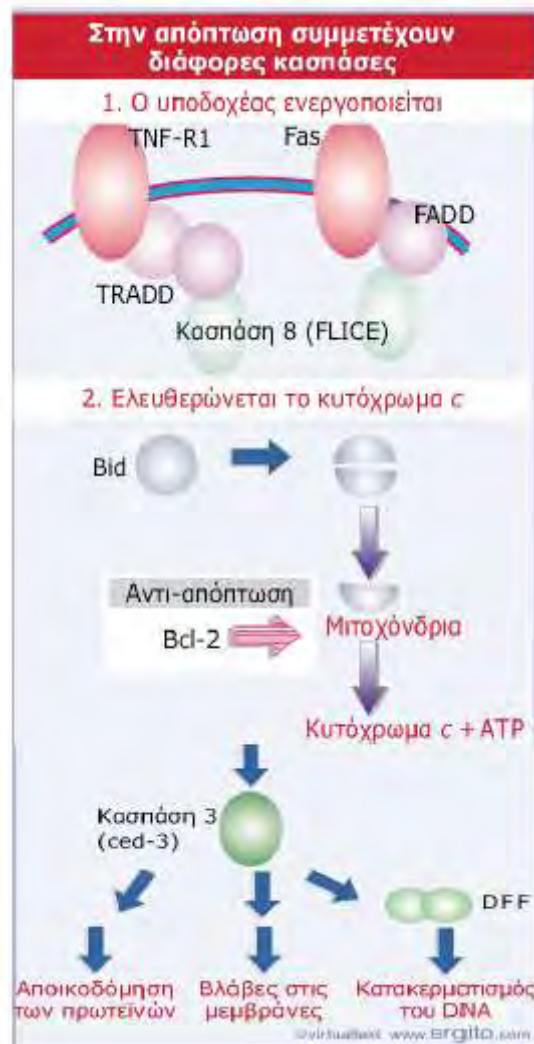 Στην απόπτωση συμμετέχουν
διάφορες κασπάσες
1. Ο υποδοχέας ενεργοποιείται
TNF-R1
Fas
FADD
TRADD
Κασπάση 8 (FLICE)
2. Ελευθερώνεται το κυτόχρωμα c
Bid
Αντι-απόπτωση
Bcl-2
Μιτοχόνδρια
Κυτόχρωμα c + ATP
Κασπάση 3
(ced-3)
DFF
Αποικοδόμηση
των πρωτεϊνών
Βλάβες στις
μεμβράνες
Κατακερματισμός
του DNA
©virtualtext www.ergito.com